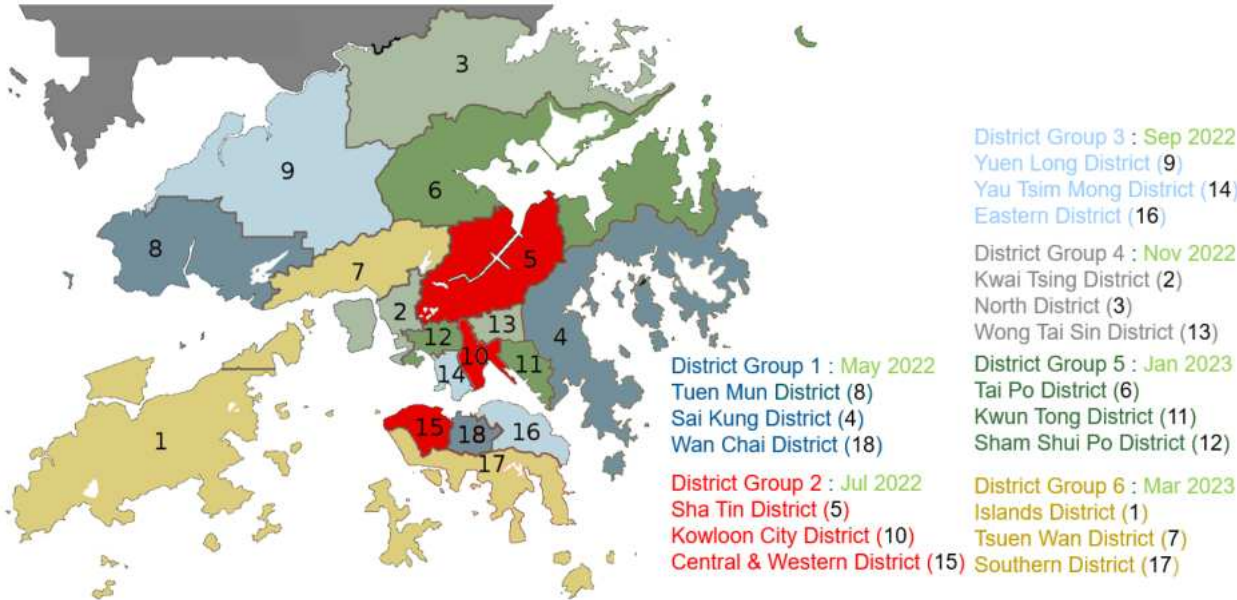 3
9
6
8
5
7
2
13
4
12
10
11
14
1
15
18
16
17
District Group 1 : May 2022
Tuen Mun District (8)
Sai Kung District (4)
Wan Chai District (18)
District Group 2 : Jul 2022
Sha Tin District (5)
Kowloon City District (10)
Central & Western District (15)
District Group 3 : Sep 2022
Yuen Long District (9)
Yau Tsim Mong District (14)
Eastern District (16)
District Group 4 : Nov 2022
Kwai Tsing District (2)
North District (3)
Wong Tai Sin District (13)
District Group 5 : Jan 2023
Tai Po District (6)
Kwun Tong District (11)
Sham Shui Po District (12)
District Group 6 : Mar 2023
Islands District (1)
Tsuen Wan District (7)
Southern District (17)